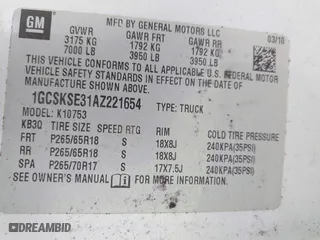 GM
MFD BY GENERAL MOTORS LLC
GVWR GAWR FRT GAWR RR 03/10
3175 KG 1792 KG 1792 KG
7000 LB 3950 LB 3950 LB
THIS VEHICLE CONFORMS TO ALL APPLICABLE U.S. FEDERAL MOTOR
VEHICLE SAFETY STANDARDS IN EFFECT ON THE DATE OF
MANUFACTURE SHOWN ABOVE.
1GCSKSE31AZ221654 TYPE: TRUCK
MODEL: K10753
KB3Q TIRE SIZE SPEED RTG RIM COLD TIRE PRESSURE
FRT P265/65R18 S 18X8J 240KPA(35PSI)
RR P265/65R18 S 18X8J 240KPA(35PSI)
SPA P265/70R17 S 17X7.5J 240KPA(35PSI)
SEE OWNER'S MANUAL FOR ADDITIONAL INFORMATION.
DREAMBID